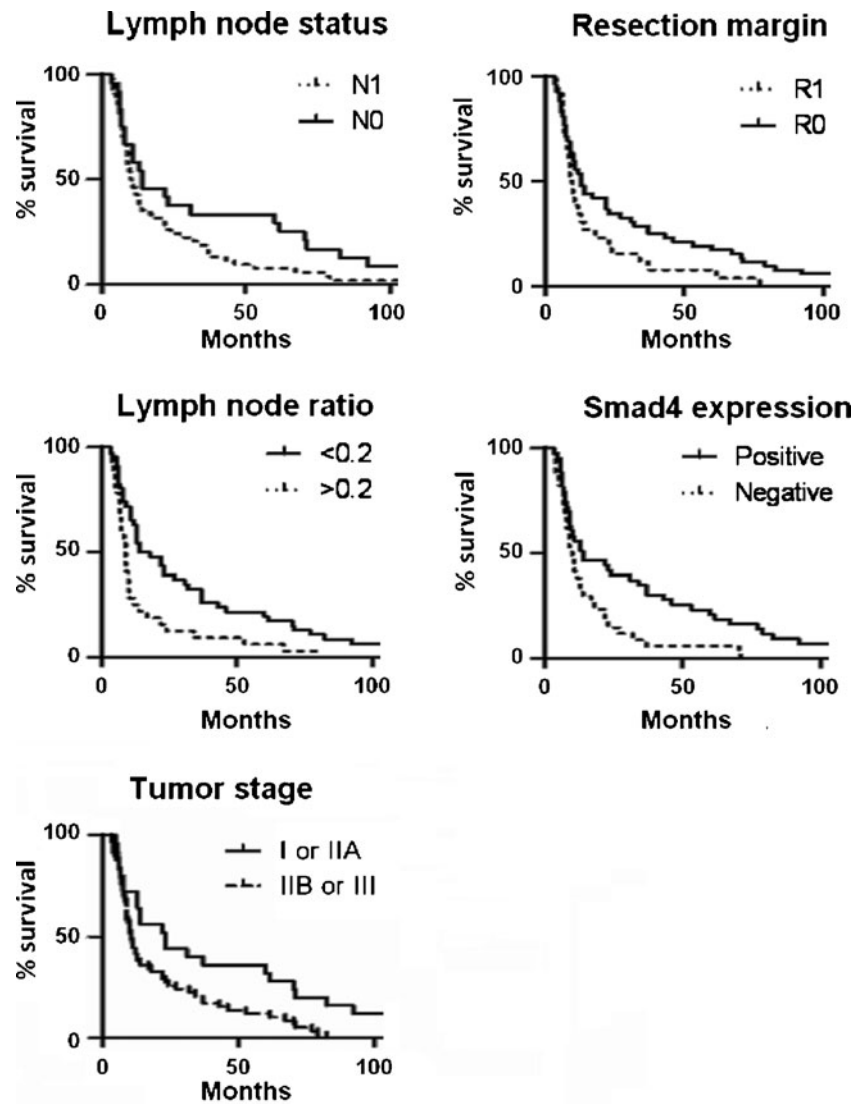 Lymph node status
100
50
0
% survival
N1
N0
0
50
100
Months
Resection margin
100
50
0
% survival
R1
R0
0
50
100
Months
Lymph node ratio
100
50
0
% survival
<0.2
>0.2
0
50
100
Months
Smad4 expression
100
50
0
% survival
Positive
Negative
0
50
100
Months
Tumor stage
100
50
0
% survival
I or IIA
IIB or III
0
50
100
Months